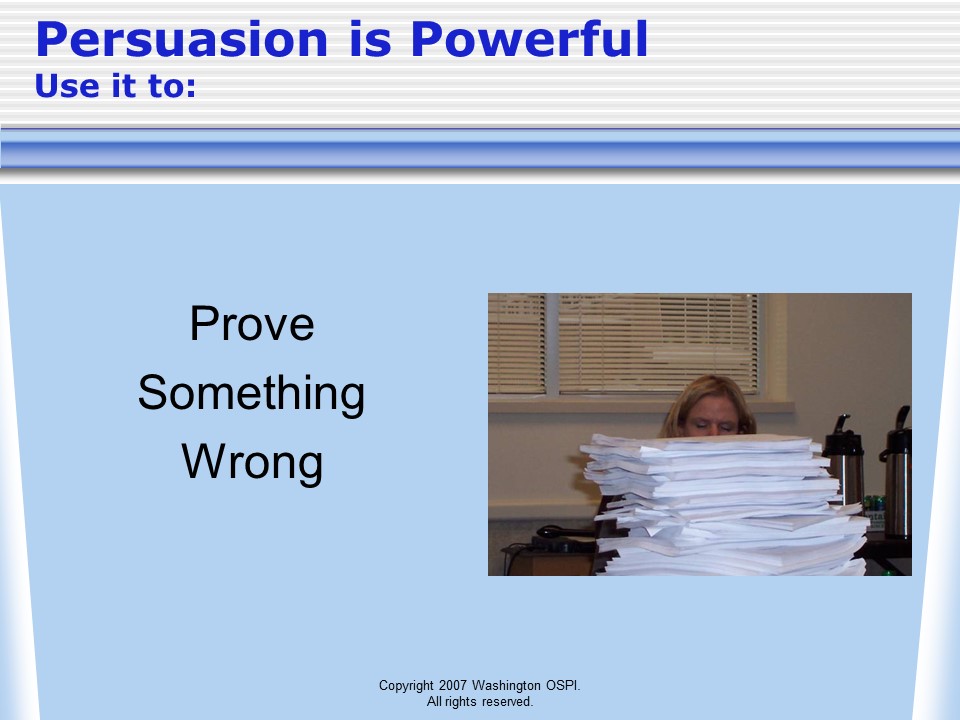 Persuasion is Powerful
Use it to:
Prove
Something
Wrong
Copyright 2007 Washington OSPI.
All rights reserved.